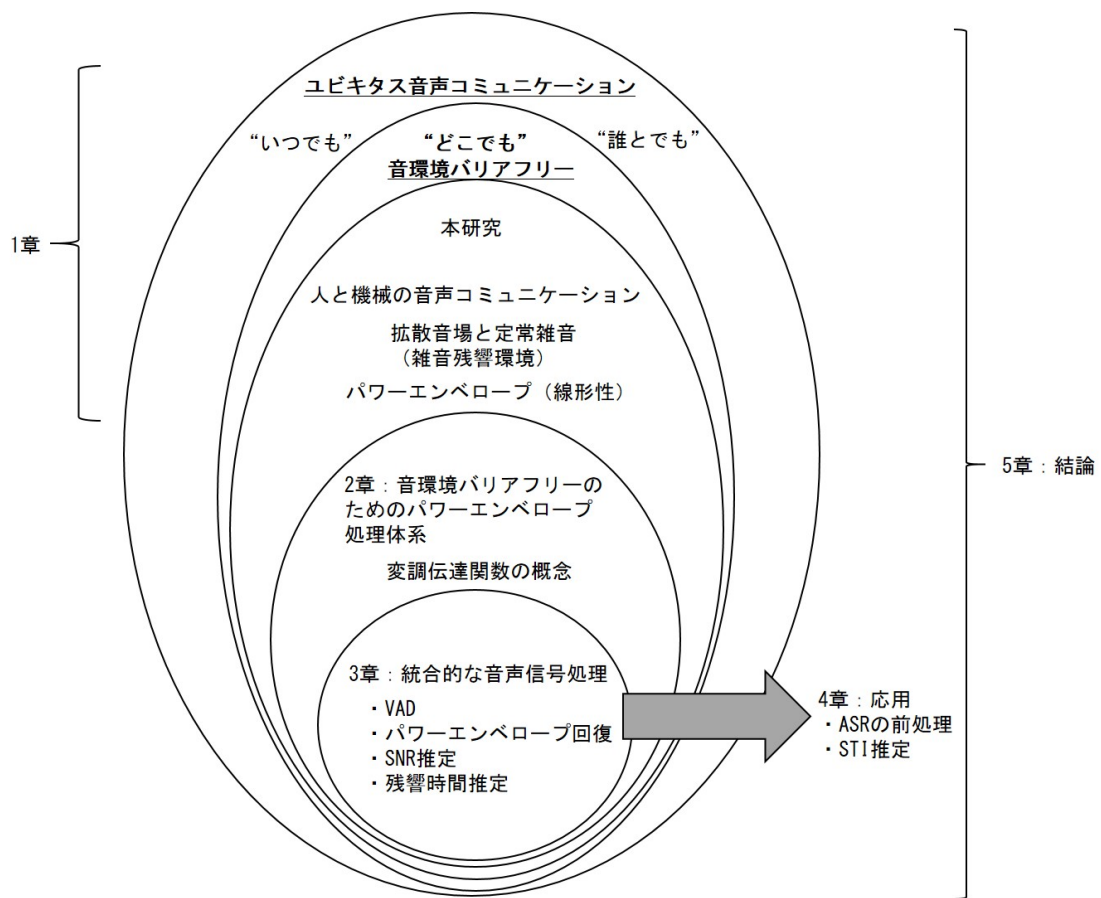 ユビキタス音声コミュニケーション
“いつでも”
“どこでも”
“誰とでも”
音環境バリアフリー
本研究
1章
人と機械の音声コミュニケーション
拡散音場と定常雑音
（雑音残響環境）
パワーエンベロープ（線形性）
5章：結論
2章：音環境バリアフリーの
ためのパワーエンベロープ
処理体系
変調伝達関数の概念
3章：統合的な音声信号処理
・VAD
・パワーエンベロープ回復
・SNR推定
・残響時間推定
4章：応用
・ASRの前処理
・STI推定